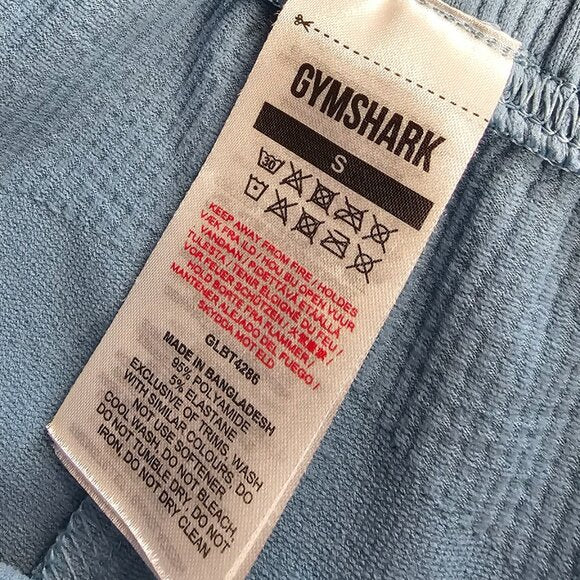 GYMSHARK
S
30
KEEP AWAY FROM FIRE / HOLDES
VÆK FRA ILD / HOU BIJ OPEN VUUR
VANDAAN / PIDETTÄVÄ ETÄÄLLÄ
TULESTA / TENIR ÉLOIGNÉ DU FEU /
VOR FEUER SCHÜTZEN /
HOLD BORTE FRA FLAMMER /
MANTENER ALEJADO DEL FUEGO /
SKYDDA MOT ELD
GLBT4286
MADE IN BANGLADESH
95% POLYAMIDE
5% ELASTANE
EXCLUSIVE OF TRIMS, WASH
WITH SIMILAR COLOURS, DO
NOT USE SOFTENER
COOL WASH, DO NOT BLEACH,
DO NOT TUMBLE DRY, DO NOT
IRON, DO NOT DRY CLEAN